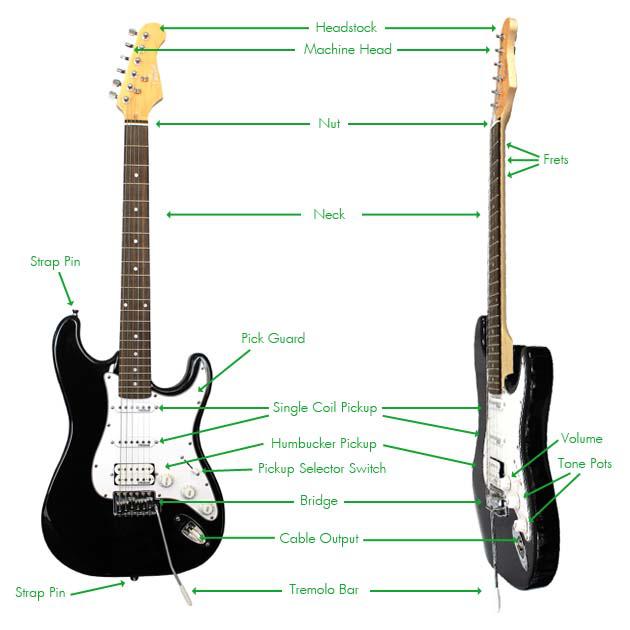 Headstock
Machine Head
Nut
Frets
Neck
Strap Pin
Pick Guard
Single Coil Pickup
Humbucker Pickup
Volume
Pickup Selector Switch
Tone Pots
Bridge
Cable Output
Tremolo Bar
Strap Pin